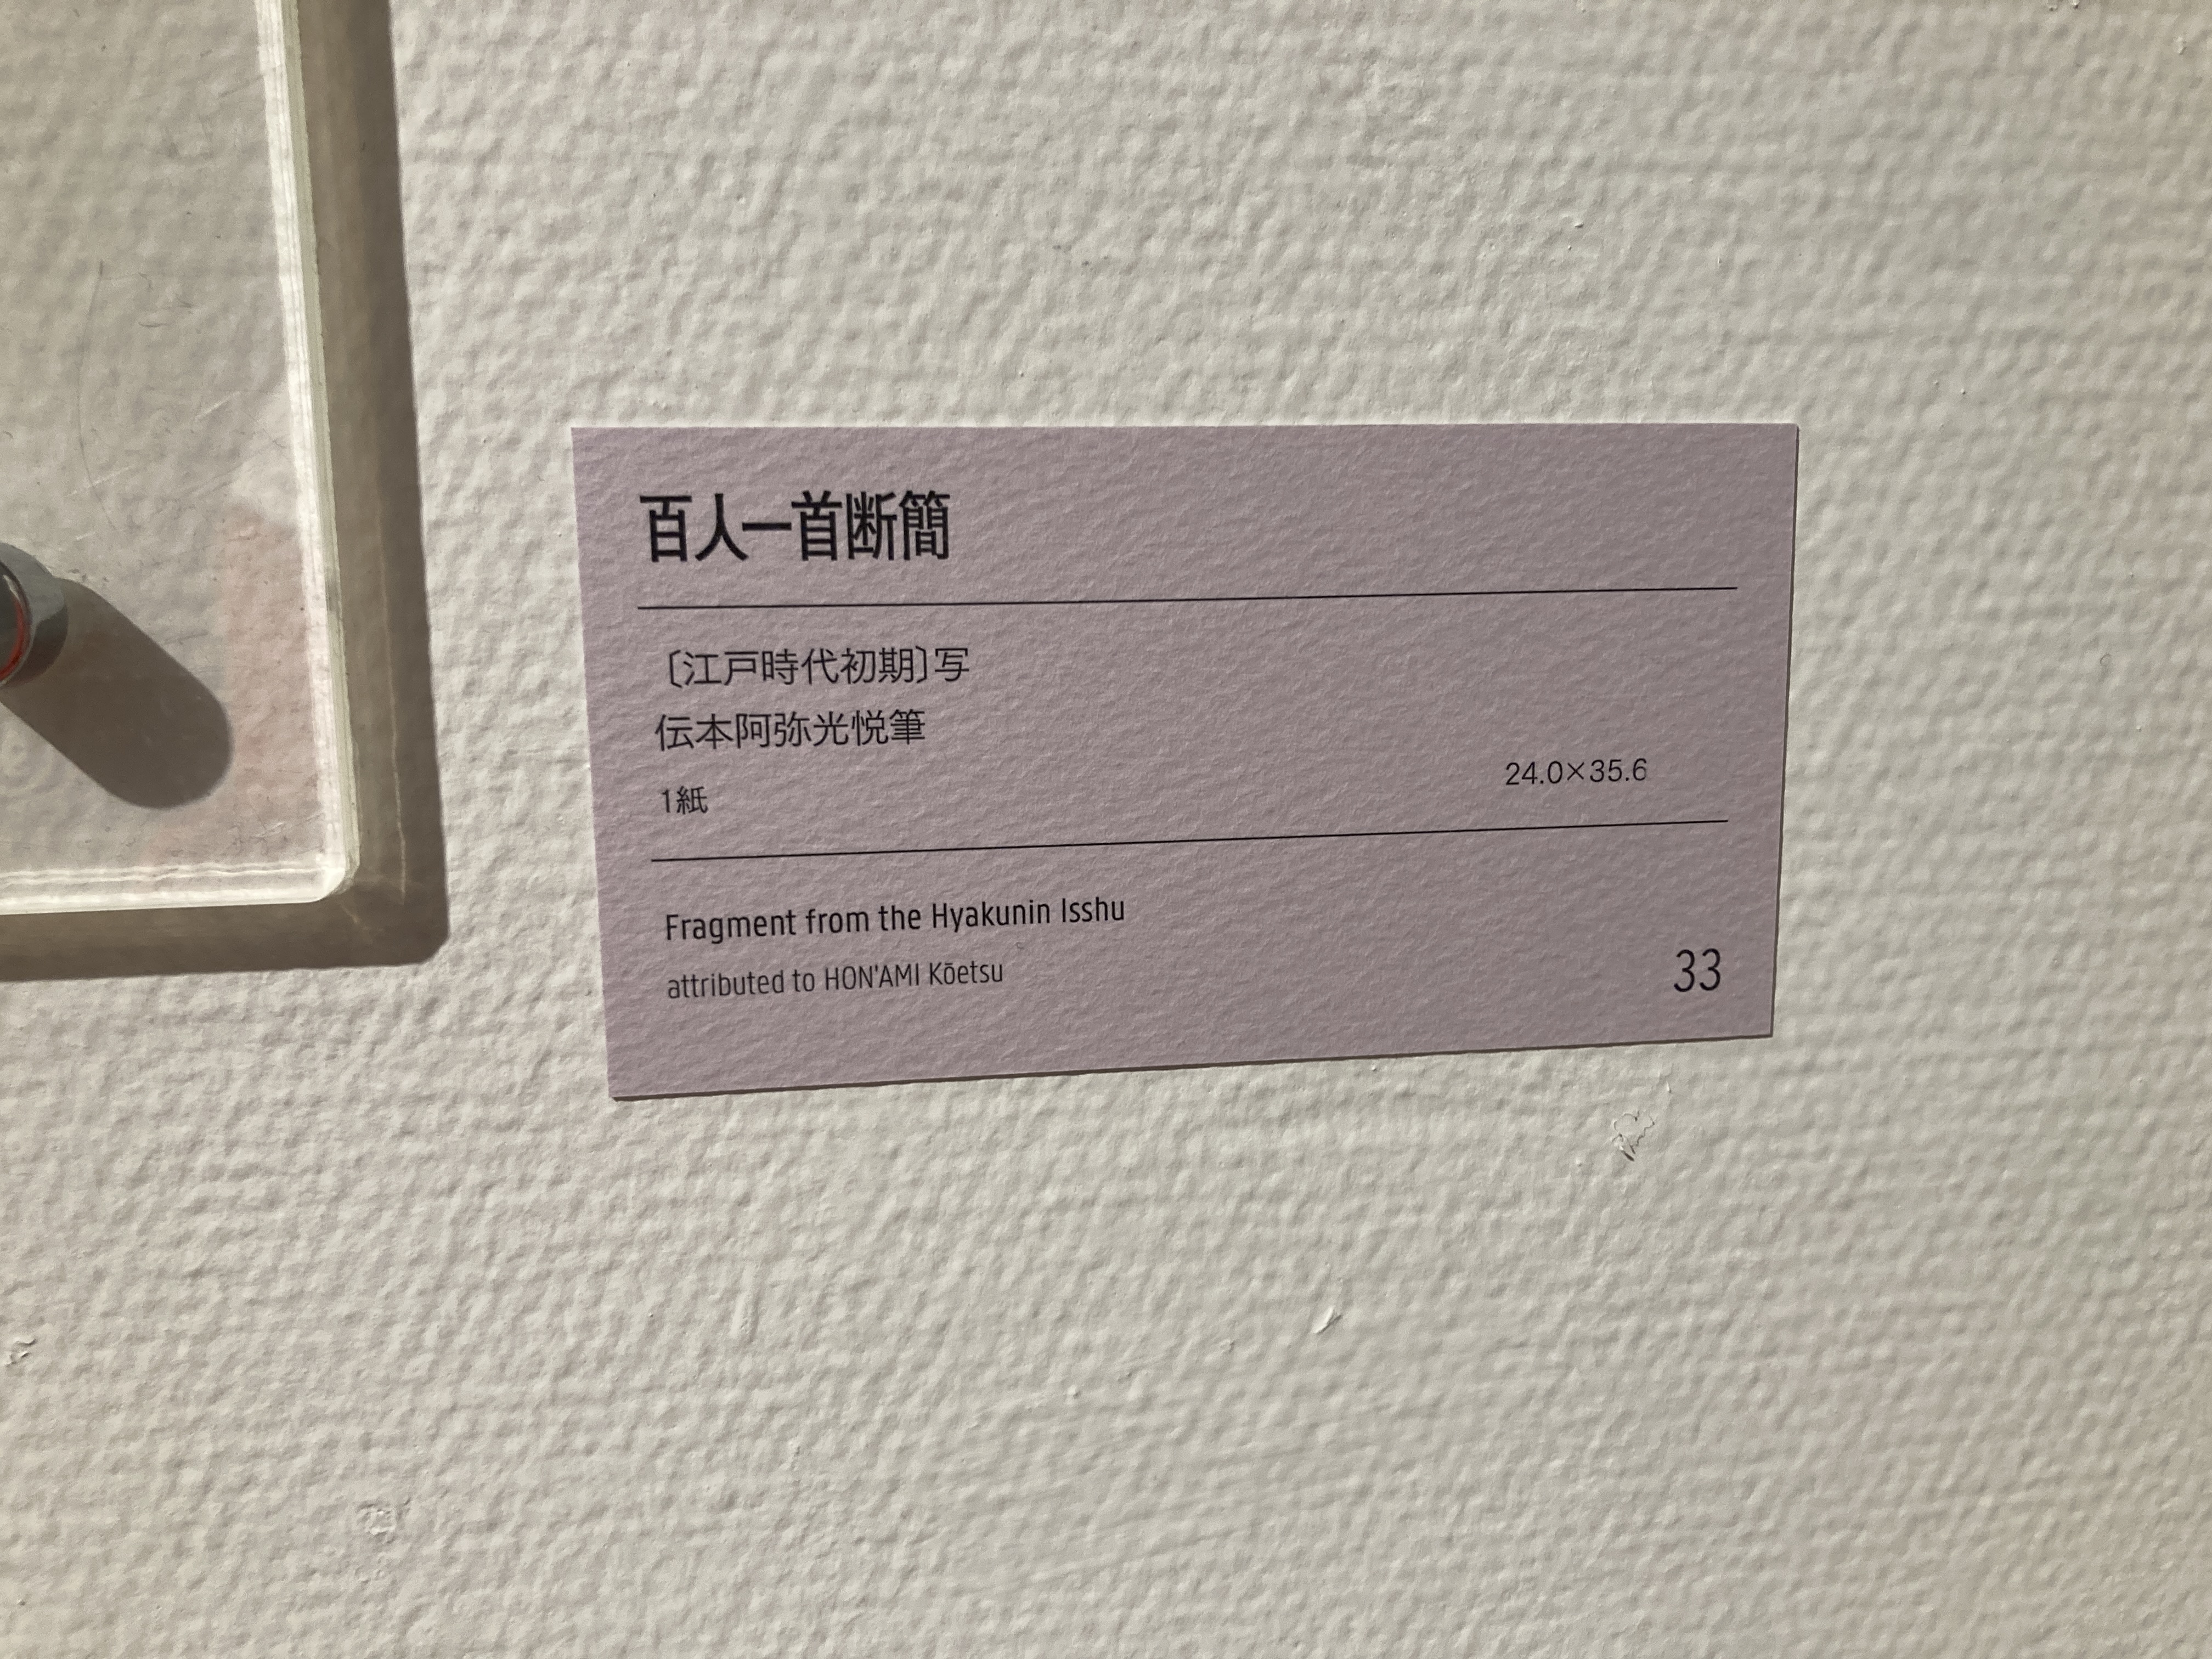 百人一首断簡
〔江戸時代初期〕写
伝本阿弥光悦筆
1紙
24.0×35.6
Fragment from the Hyakunin Isshu
attributed to HON'AMI Kōetsu
33